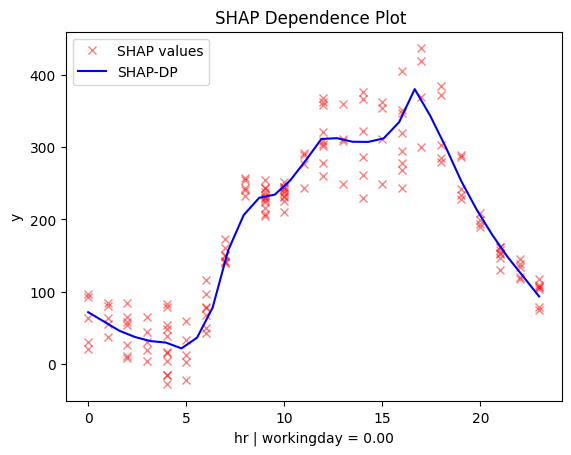 SHAP Dependence Plot
SHAP values
SHAP-DP
y
400
300
200
100
0
0 5 10 15 20
hr | workingday = 0.00